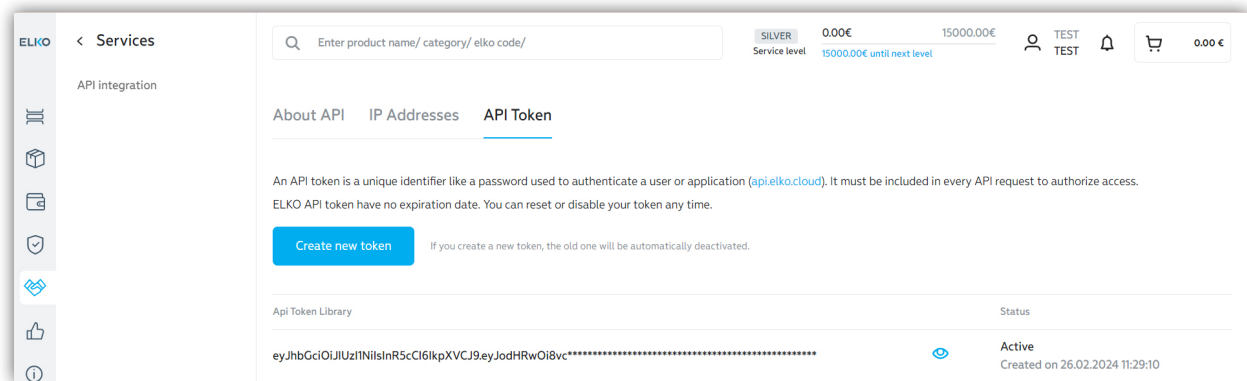 ELKO
Services
Enter product name/ category/ elko code/
SILVER
Service level
0.00€ 15000.00€
15000.00€ until next level
TEST
TEST
0.00 €
API integration
About API IP Addresses API Token
An API token is a unique identifier like a password used to authenticate a user or application (api.elko.cloud). It must be included in every API request to authorize access.
ELKO API token have no expiration date. You can reset or disable your token any time.
Create new token If you create a new token, the old one will be automatically deactivated.
Api Token Library Status
eyJhbGciOiJIUzI1NiIsInR5cCI6IkpXVCJ9.eyJodHRwOi8vc**************************************************
Active
Created on 26.02.2024 11:29:10